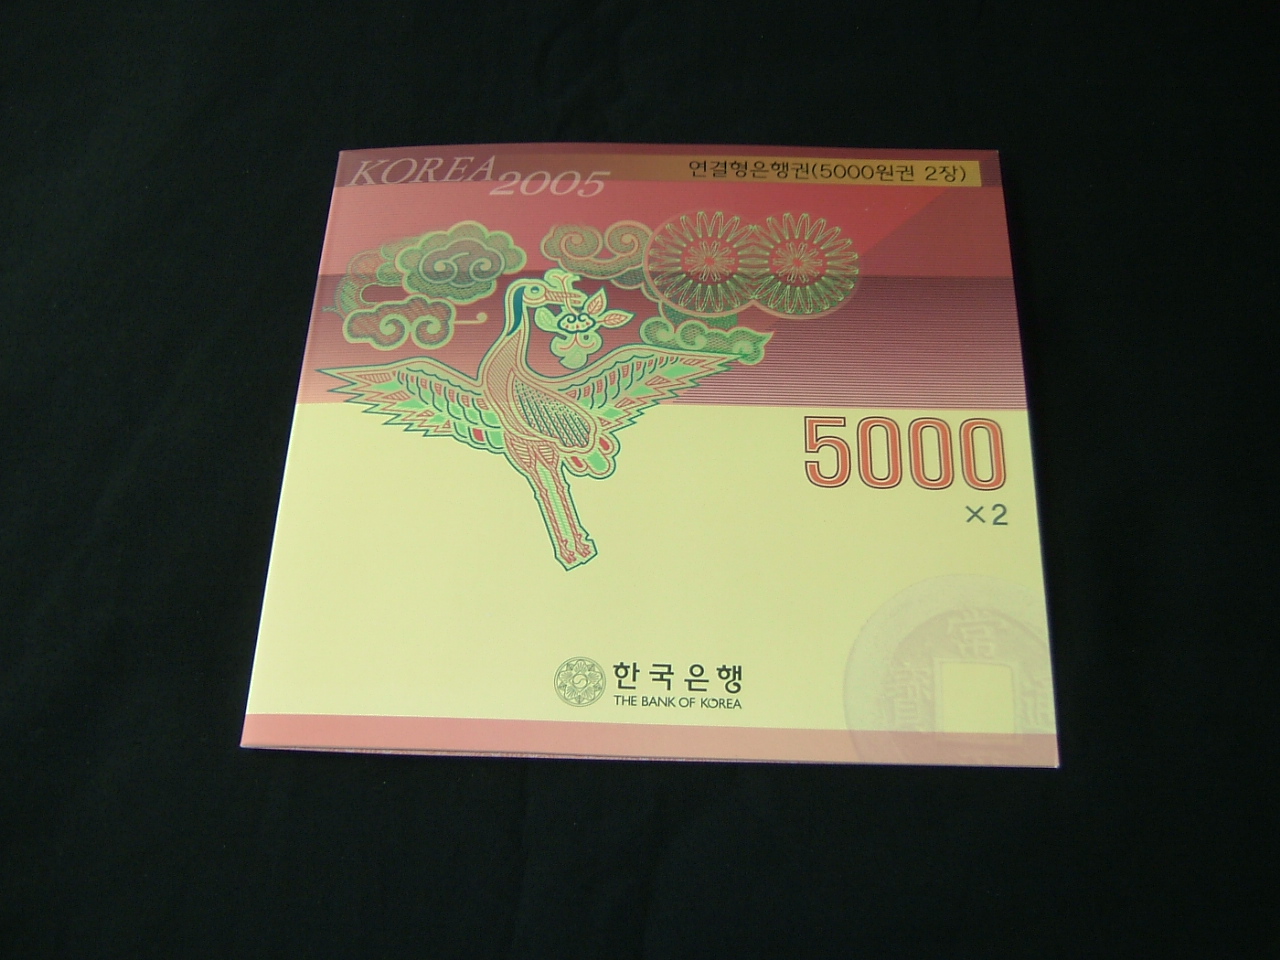 KOREA 2005
연결형은행권(5000원권 2장)
5000
×2
한국은행
THE BANK OF KOREA
常